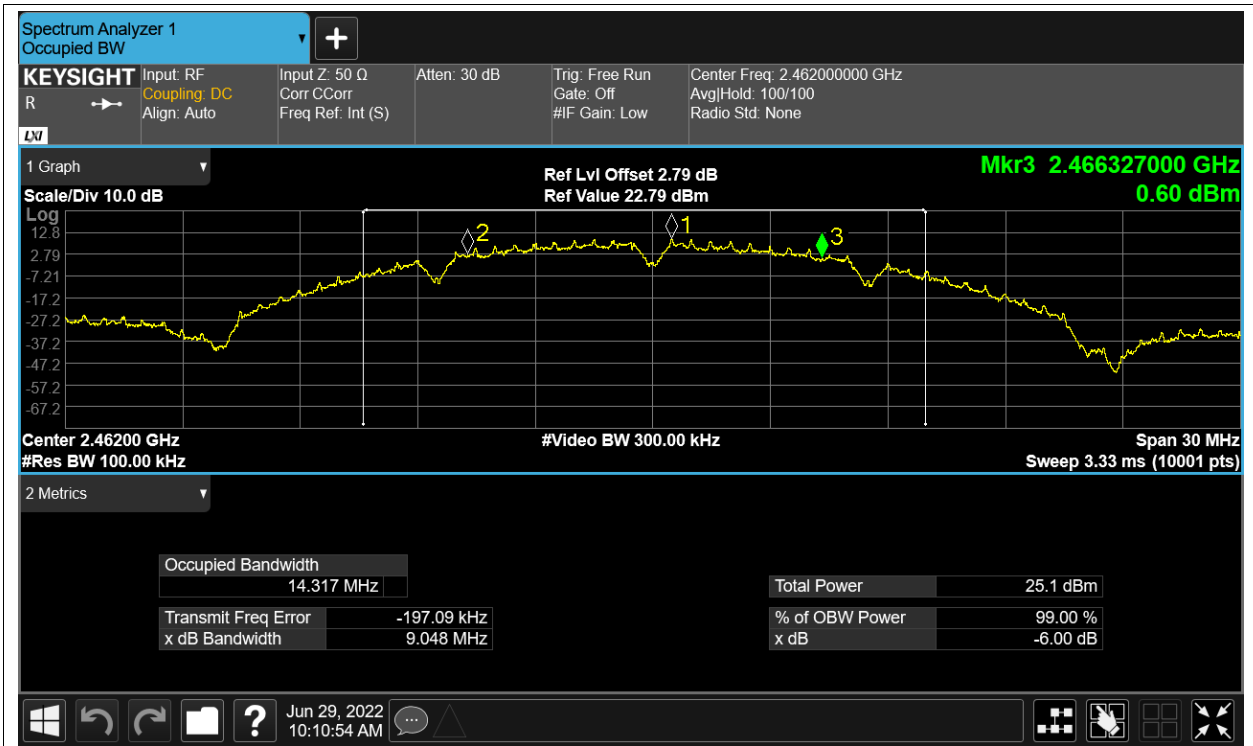 Spectrum Analyzer 1
Occupied BW
KEYSIGHT
R
LXI
Input: RF
Coupling: DC
Align: Auto
Input Z: 50 Ω
Corr CCorr
Freq Ref: Int (S)
Atten: 30 dB
Trig: Free Run
Gate: Off
#IF Gain: Low
Center Freq: 2.462000000 GHz
Avg|Hold: 100/100
Radio Std: None
1 Graph
Scale/Div 10.0 dB
Ref Lvl Offset 2.79 dB
Ref Value 22.79 dBm
Mkr3 2.466327000 GHz
0.60 dBm
Log
12.8
2.79
-7.21
-17.2
-27.2
-37.2
-47.2
-57.2
-67.2
2
1
3
Center 2.46200 GHz
#Video BW 300.00 kHz
Span 30 MHz
#Res BW 100.00 kHz
Sweep 3.33 ms (10001 pts)
2 Metrics
Occupied Bandwidth
14.317 MHz
Total Power 25.1 dBm
Transmit Freq Error -197.09 kHz
% of OBW Power 99.00 %
x dB Bandwidth 9.048 MHz
x dB -6.00 dB
?
Jun 29, 2022
10:10:54 AM